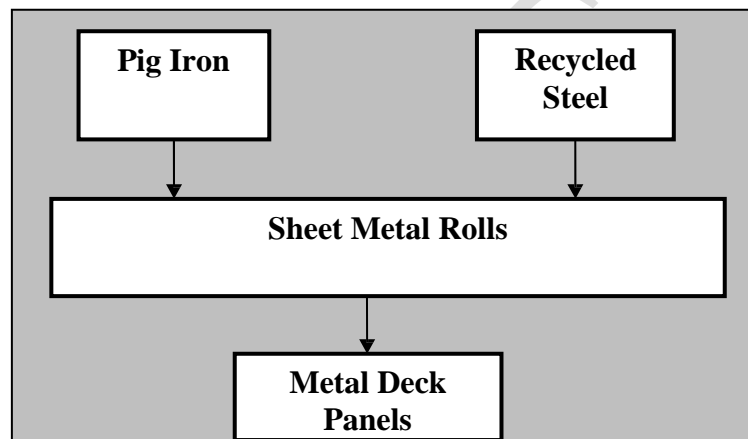 Pig Iron
Recycled
Steel
Sheet Metal Rolls
Metal Deck
Panels